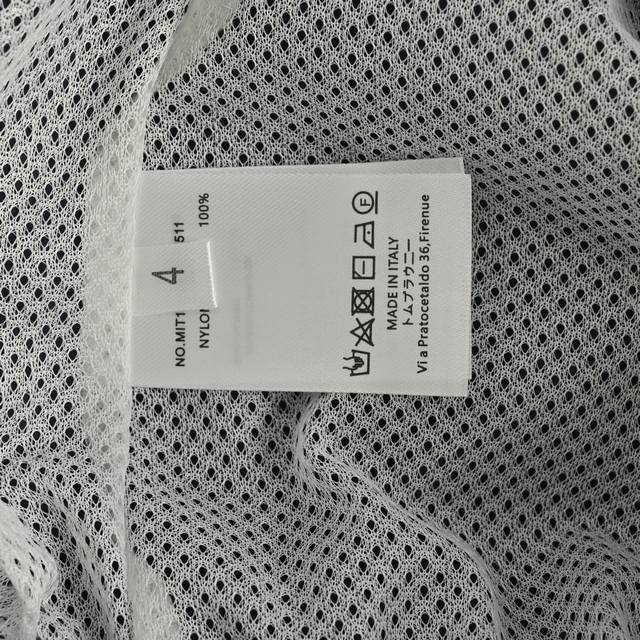 4
NO.MIT1 511
NYLON 100%
MADE IN ITALY
トムブラウニー
Vi a Pratocetaldo 36,Firenue